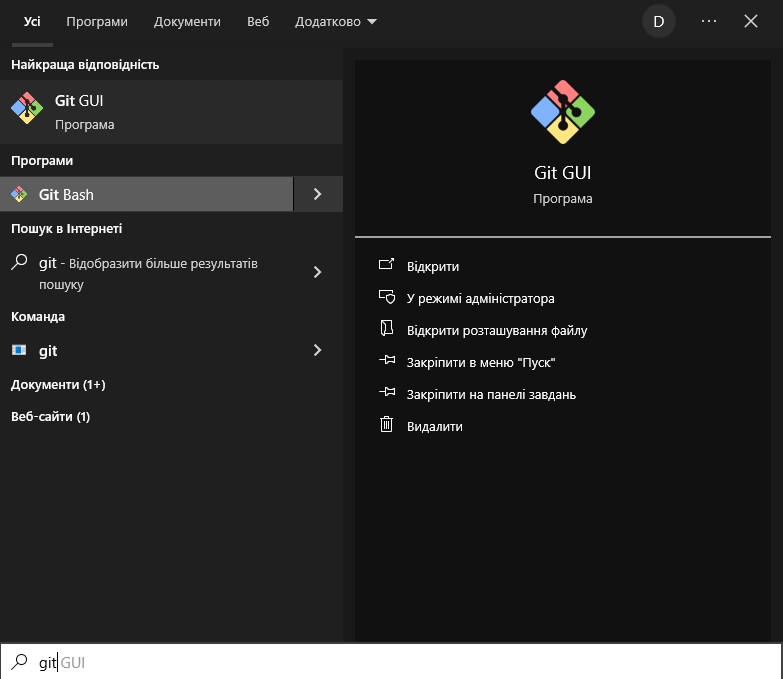 Усі Програми Документи Веб Додатково D
Найкраща відповідність
Git GUI
Програма
Програми
Git Bash
Пошук в Інтернеті
git - Відобразити більше результатів
пошуку
Команда
git
Документи (1+)
Веб-сайти (1)
Git GUI
Програма
Відкрити
У режимі адміністратора
Відкрити розташування файлу
Закріпити в меню "Пуск"
Закріпити на панелі завдань
Видалити
git GUI